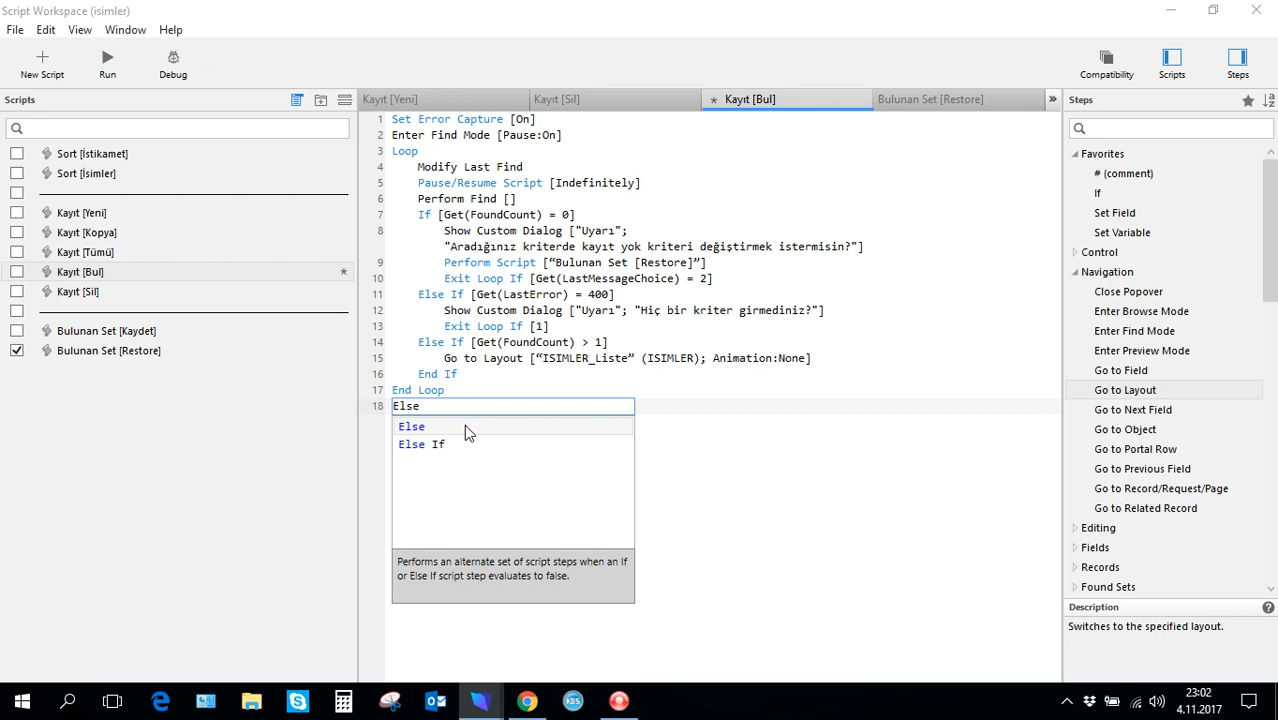 Script Workspace (isimler)
File Edit View Window Help
New Script Run Debug Compatibility Scripts Steps
Scripts
Sort [İstikamet]
Sort [İsimler]
Kayıt [Yeni]
Kayıt [Kopya]
Kayıt [Tümü]
Kayıt [Bul] *
Kayıt [Sil]
Bulunan Set [Kaydet]
Bulunan Set [Restore]
Kayıt [Yeni] Kayıt [Sil] * Kayıt [Bul] Bulunan Set [Restore] »
1 Set Error Capture [On]
2 Enter Find Mode [Pause:On]
3 Loop
4 Modify Last Find
5 Pause/Resume Script [Indefinitely]
6 Perform Find []
7 If [Get(FoundCount) = 0]
8 Show Custom Dialog ["Uyarı";
"Aradığınız kriterde kayıt yok kriteri değiştirmek istermisin?"]
9 Perform Script [“Bulunan Set [Restore]”]
10 Exit Loop If [Get(LastMessageChoice) = 2]
11 Else If [Get(LastError) = 400]
12 Show Custom Dialog ["Uyarı"; "Hiç bir kriter girmediniz?"]
13 Exit Loop If [1]
14 Else If [Get(FoundCount) > 1]
15 Go to Layout [“ISIMLER_Liste” (ISIMLER); Animation:None]
16 End If
17 End Loop
18 Else
Else
Else If
Performs an alternate set of script steps when an If
or Else If script step evaluates to false.
Steps
Favorites
# (comment)
If
Set Field
Set Variable
Control
Navigation
Close Popover
Enter Browse Mode
Enter Find Mode
Enter Preview Mode
Go to Field
Go to Layout
Go to Next Field
Go to Object
Go to Portal Row
Go to Previous Field
Go to Record/Request/Page
Go to Related Record
Editing
Fields
Records
Found Sets
Description
Switches to the specified layout.
KBS
23:02
4.11.2017